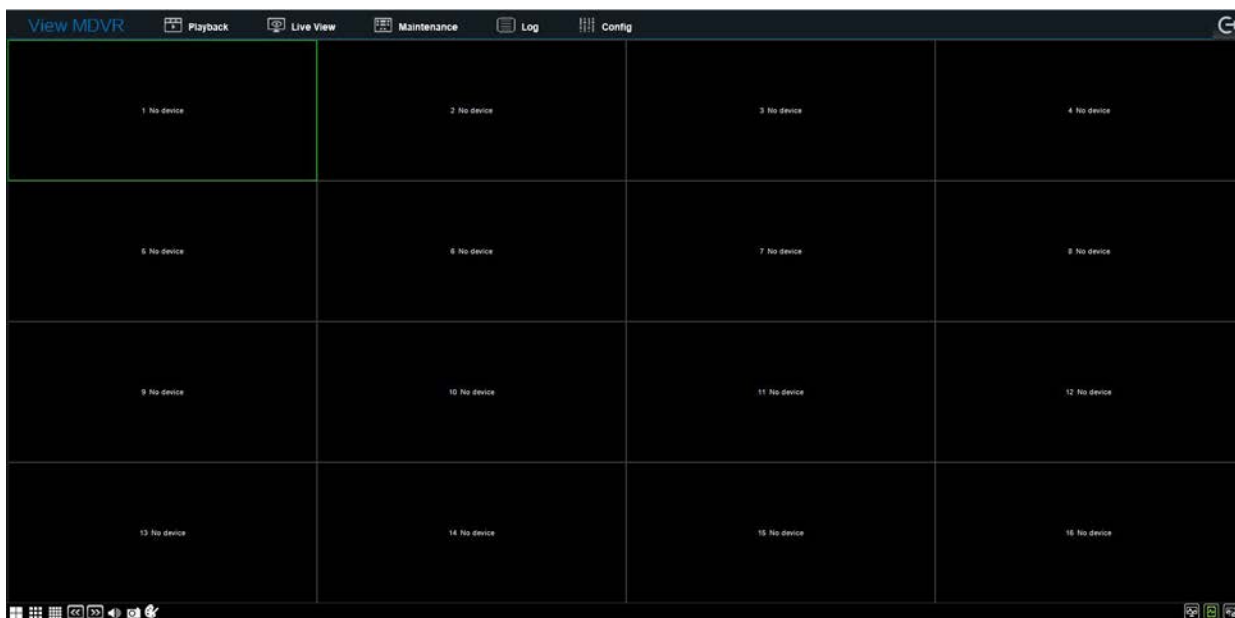 View MDVR Playback Live View Maintenance Log Config
1 No device 2 No device 3 No device 4 No device
5 No device 6 No device 7 No device 8 No device
9 No device 10 No device 11 No device 12 No device
13 No device 14 No device 15 No device 16 No device